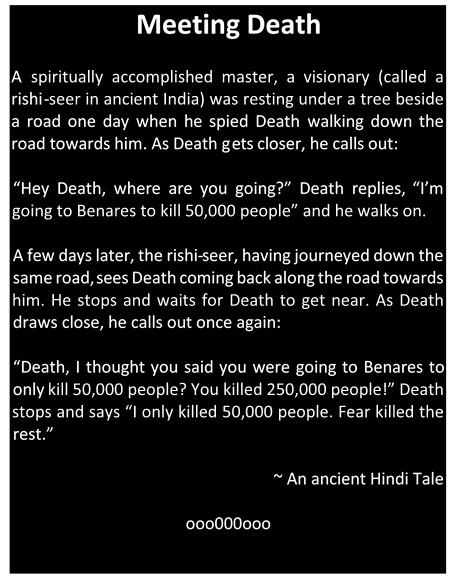 Meeting Death
A spiritually accomplished master, a visionary (called a
rishi-seer in ancient India) was resting under a tree beside
a road one day when he spied Death walking down the
road towards him. As Death gets closer, he calls out:
“Hey Death, where are you going?” Death replies, “I’m
going to Benares to kill 50,000 people” and he walks on.
A few days later, the rishi-seer, having journeyed down the
same road, sees Death coming back along the road towards
him. He stops and waits for Death to get near. As Death
draws close, he calls out once again:
“Death, I thought you said you were going to Benares to
only kill 50,000 people? You killed 250,000 people!” Death
stops and says “I only killed 50,000 people. Fear killed the
rest.”
~ An ancient Hindi Tale
ooo000ooo